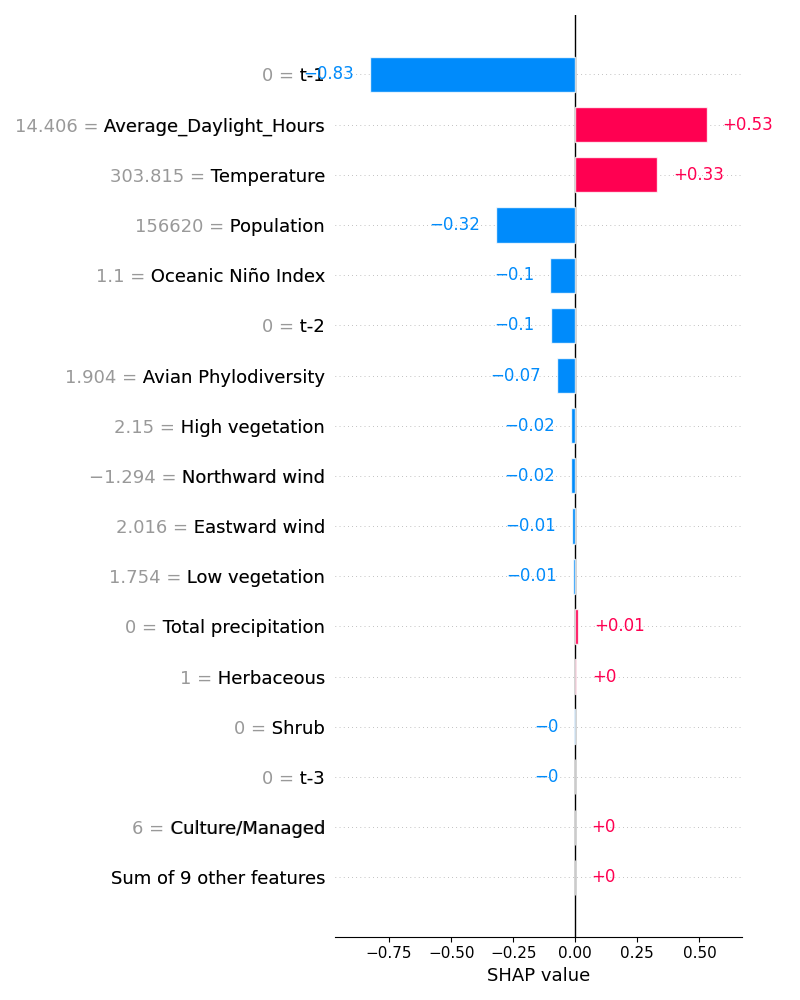 0 = t-1 −0.83
14.406 = Average_Daylight_Hours +0.53
303.815 = Temperature +0.33
156620 = Population −0.32
1.1 = Oceanic Niño Index −0.1
0 = t-2 −0.1
1.904 = Avian Phylodiversity −0.07
2.15 = High vegetation −0.02
−1.294 = Northward wind −0.02
2.016 = Eastward wind −0.01
1.754 = Low vegetation −0.01
0 = Total precipitation +0.01
1 = Herbaceous +0
0 = Shrub −0
0 = t-3 −0
6 = Culture/Managed +0
Sum of 9 other features +0
−0.75 −0.50 −0.25 0.00 0.25 0.50
SHAP value